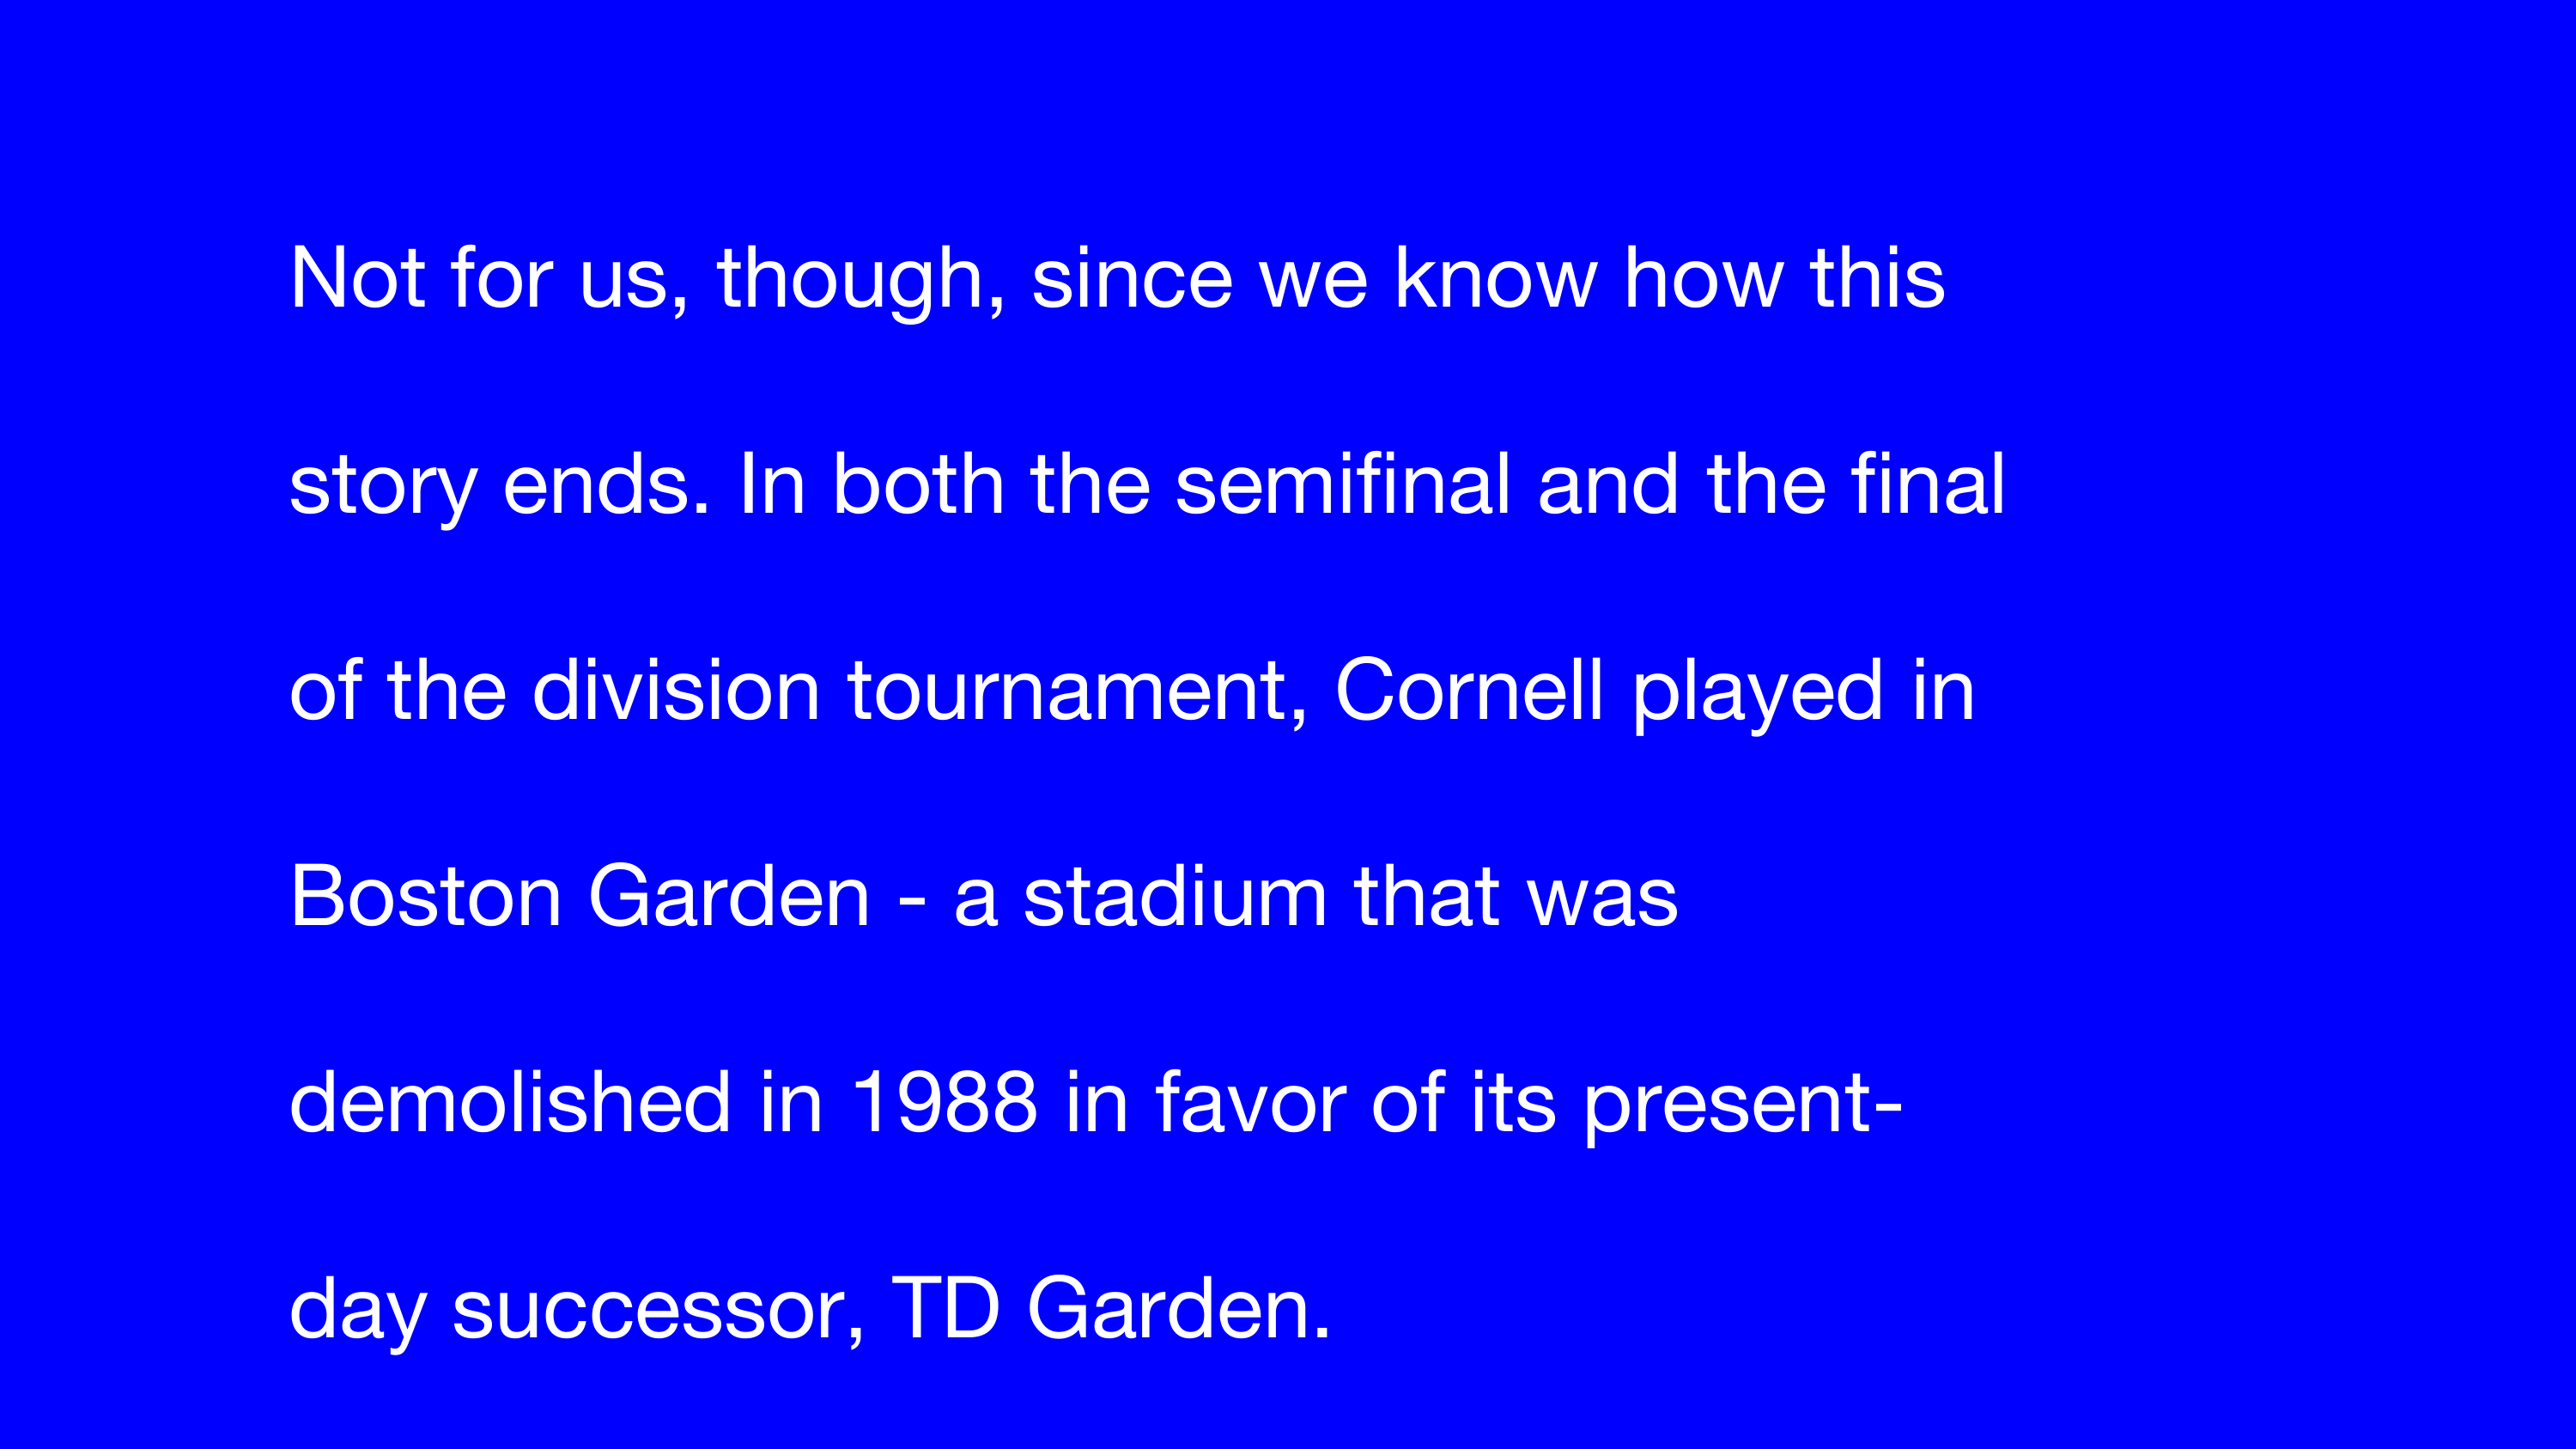 Not for us, though, since we know how this
story ends. In both the semifinal and the final
of the division tournament, Cornell played in
Boston Garden - a stadium that was
demolished in 1988 in favor of its present-
day successor, TD Garden.